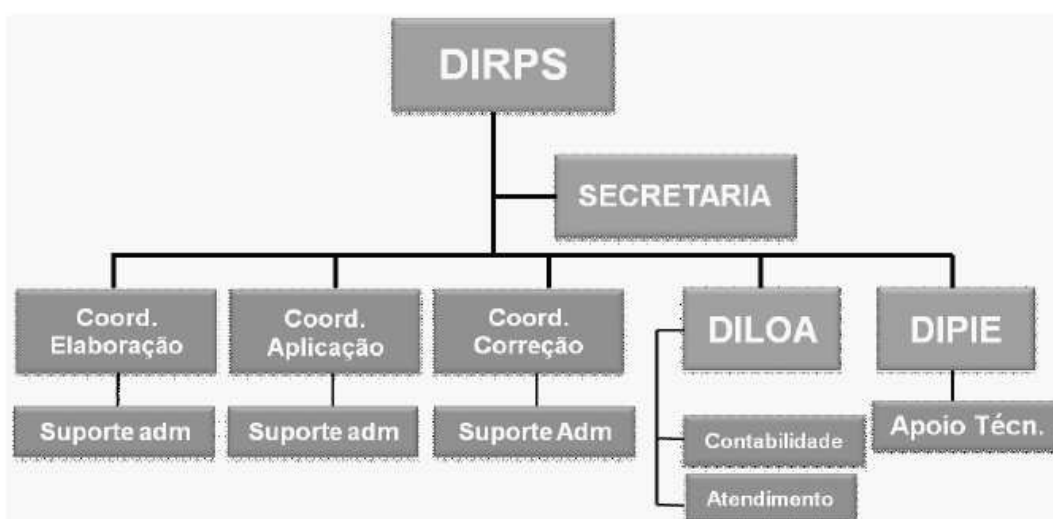 DIRPS
SECRETARIA
Coord.
Elaboração
Coord.
Aplicação
Coord.
Correção
DILOA
DIPIE
Suporte adm
Suporte adm
Suporte Adm
Contabilidade
Atendimento
Apoio Técn.